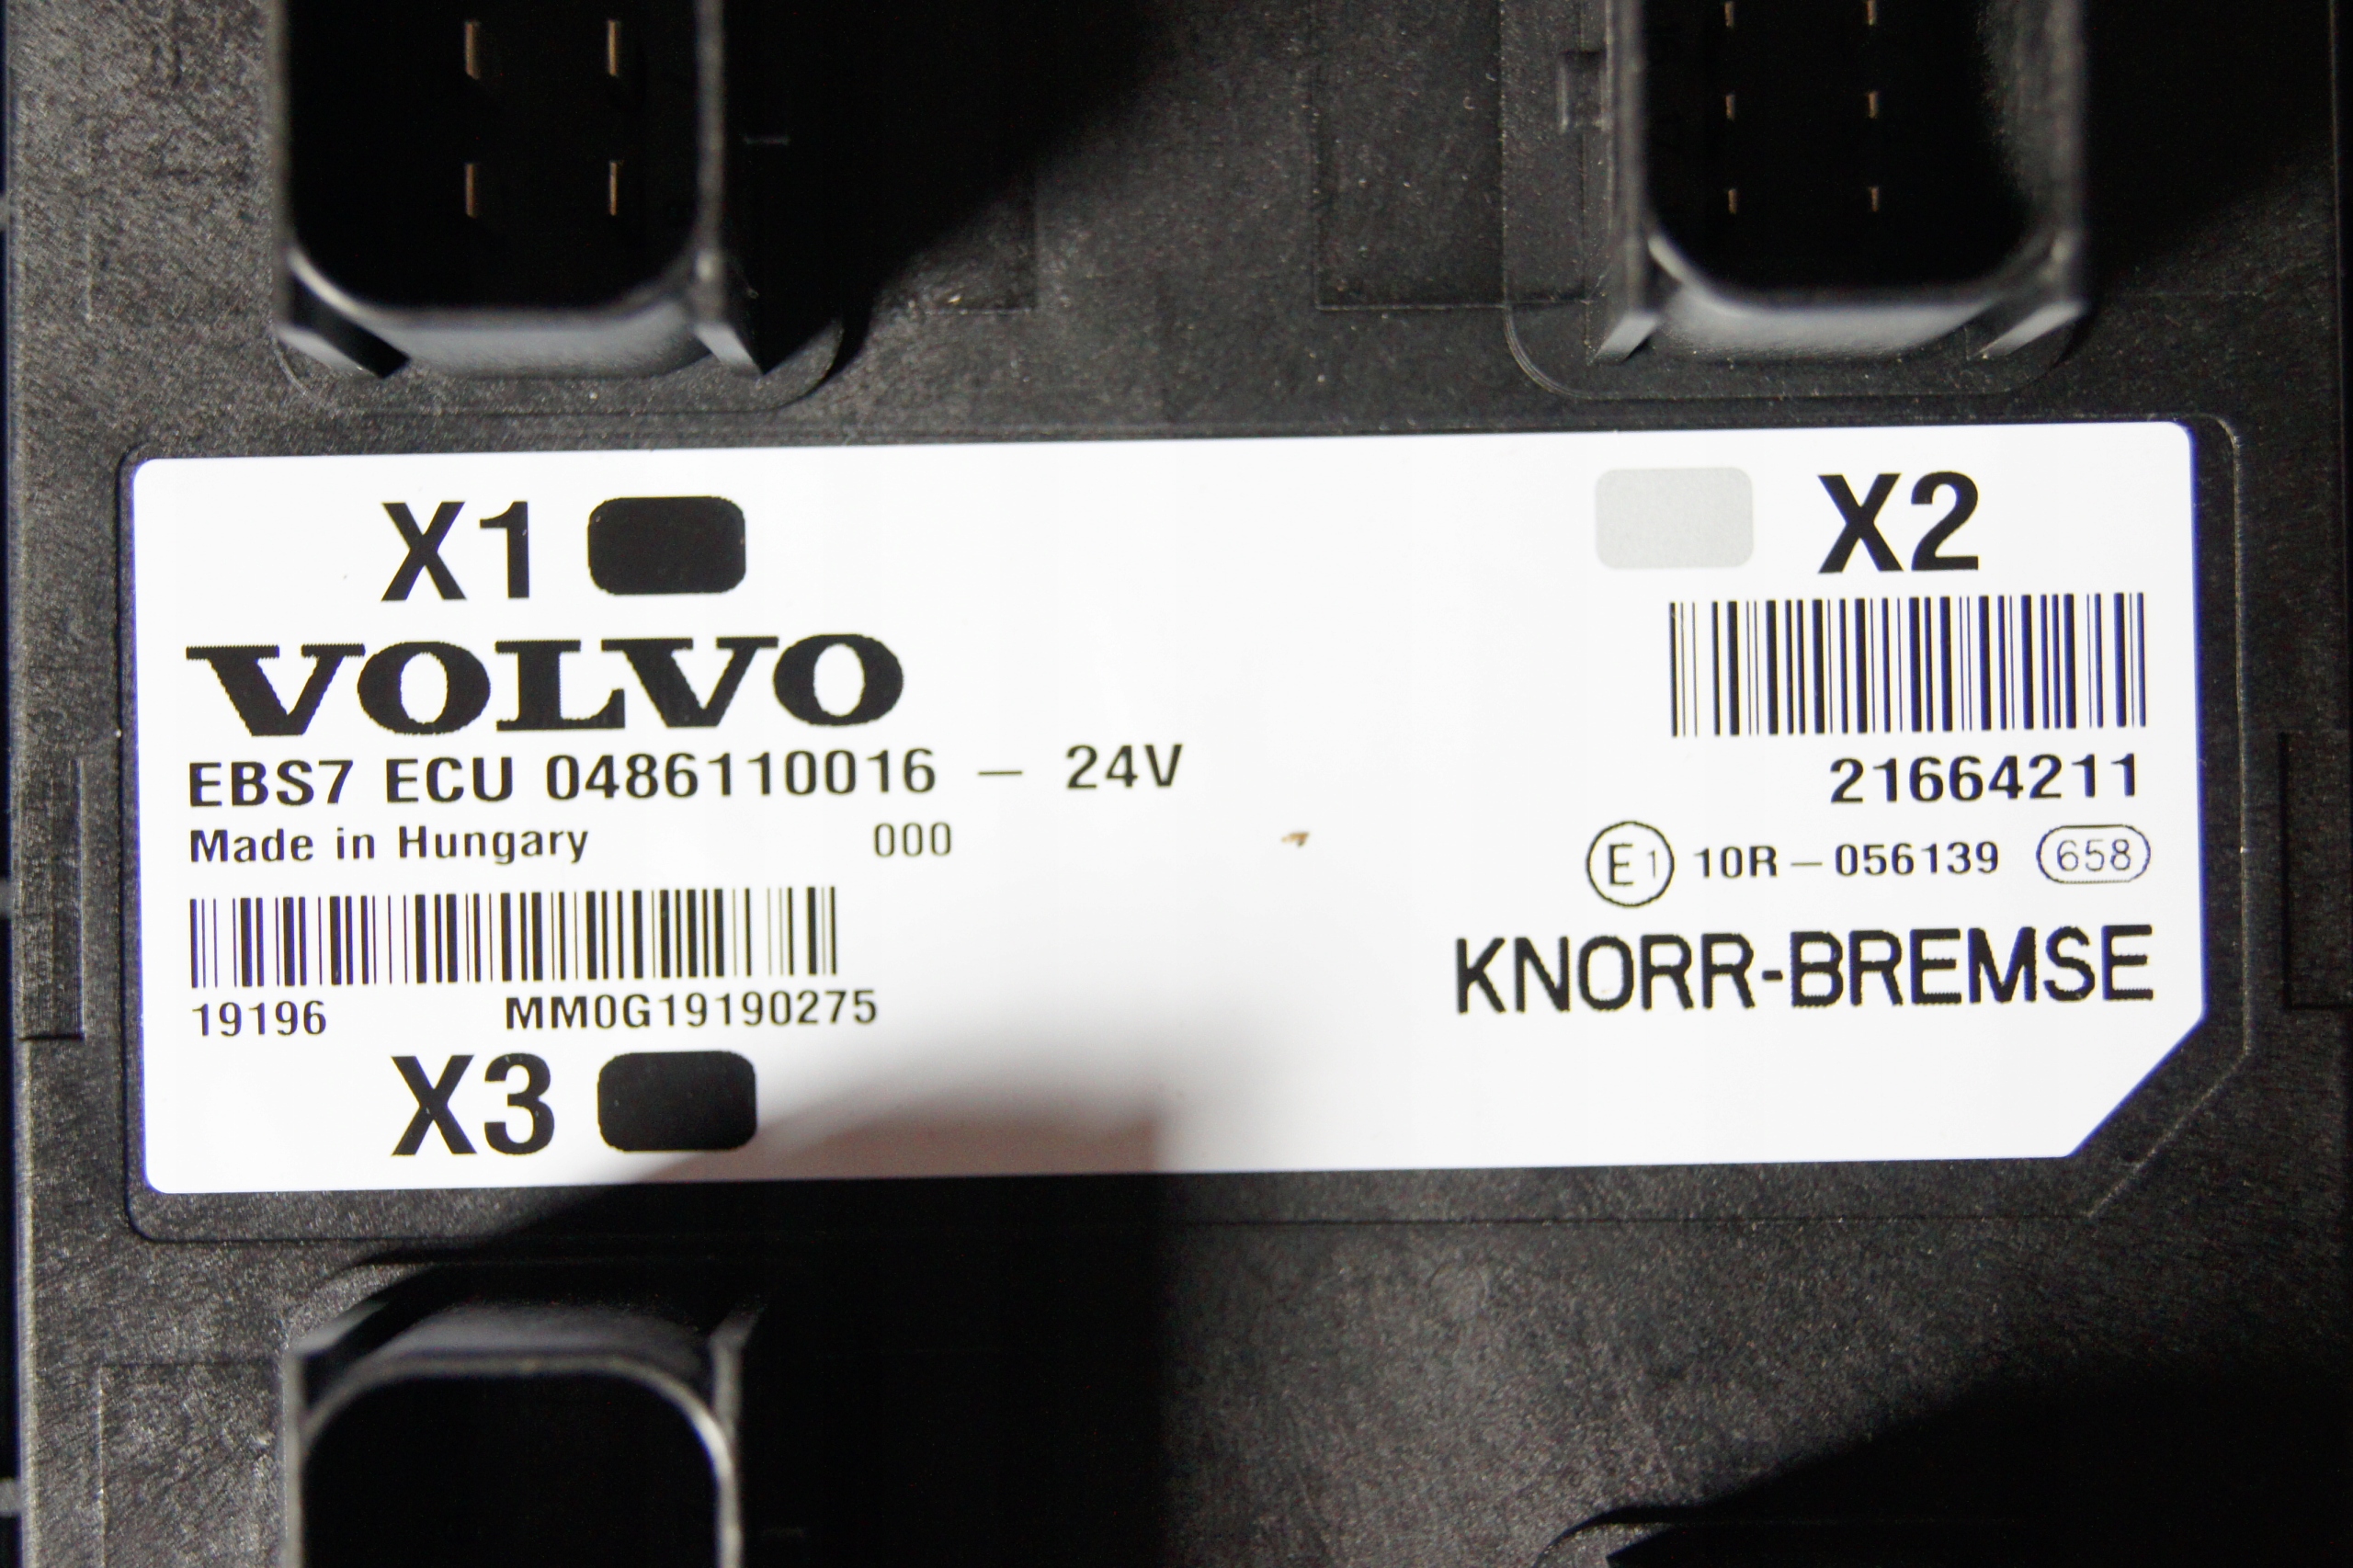 X1
X2
VOLVO
EBS7 ECU 0486110016 – 24V
21664211
Made in Hungary 000
E1 10R – 056139 658
KNORR-BREMSE
19196 MM0G19190275
X3